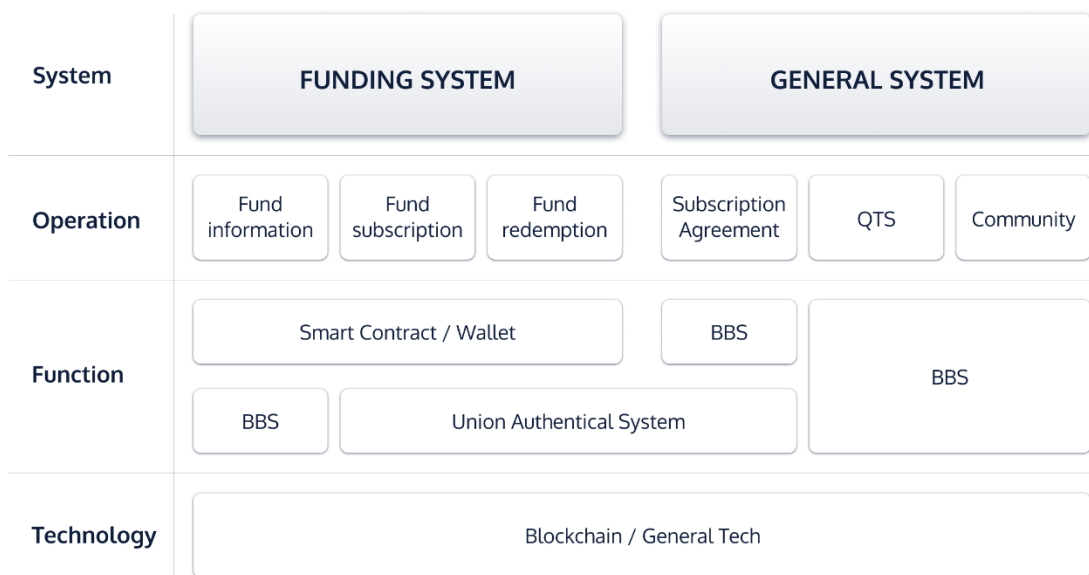 System
FUNDING SYSTEM
GENERAL SYSTEM
Operation
Fund
information
Fund
subscription
Fund
redemption
Subscription
Agreement
QTS
Community
Function
Smart Contract / Wallet
BBS
BBS
BBS
Union Authentical System
Technology
Blockchain / General Tech